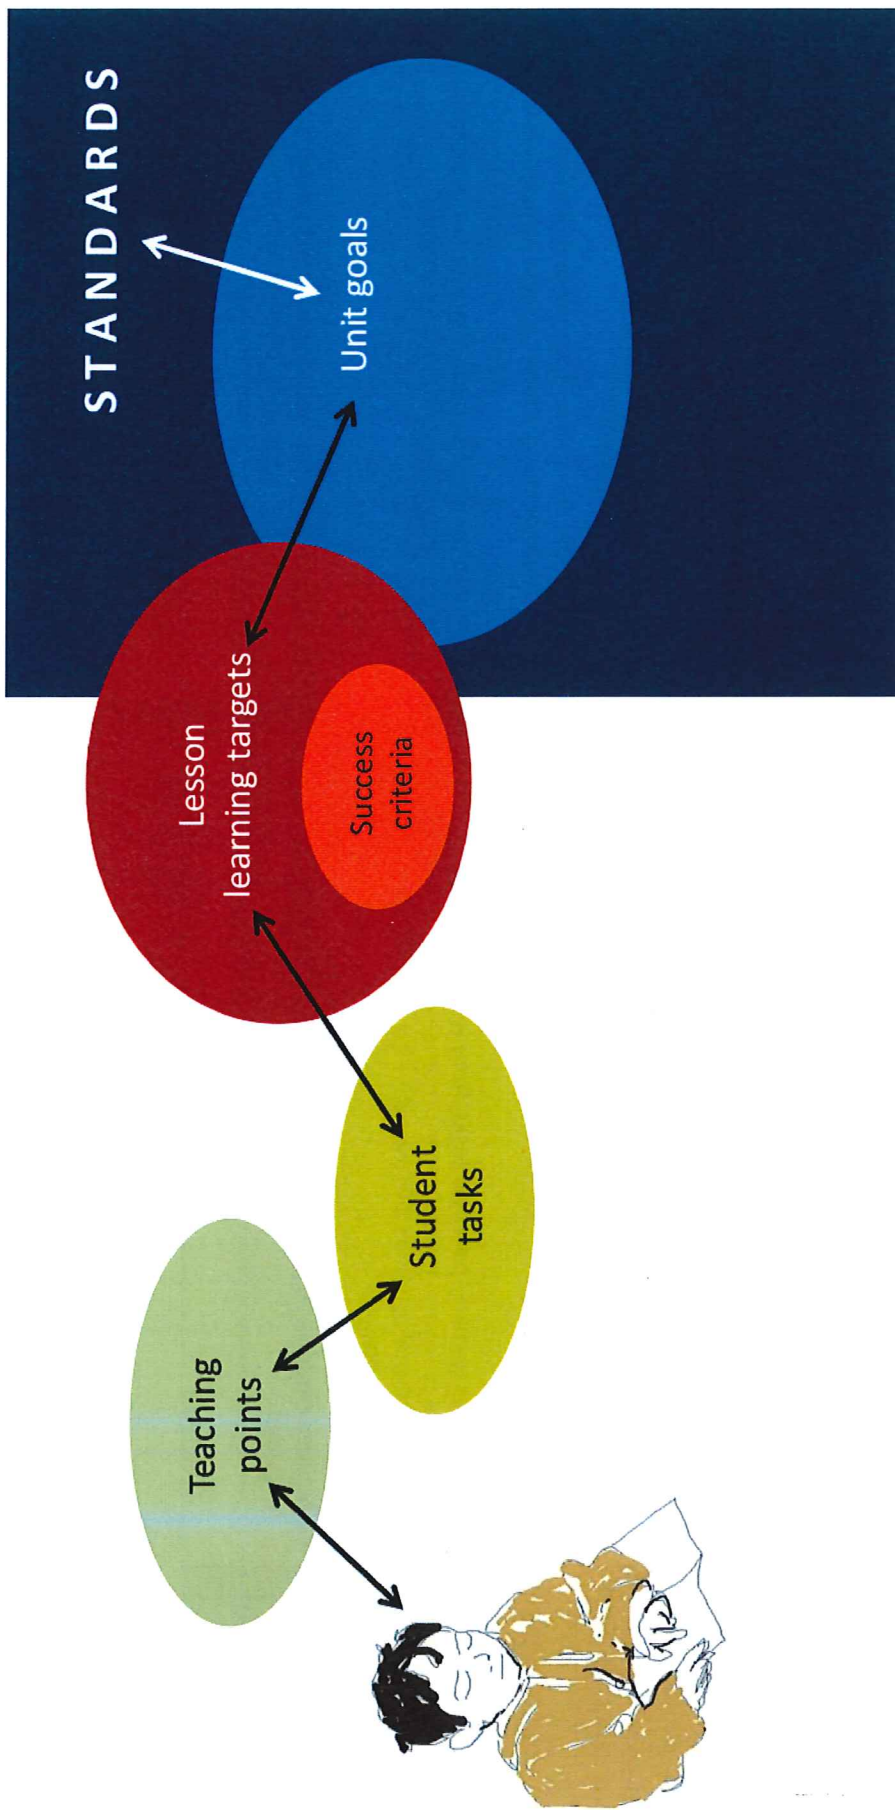 Teaching
points
Student
tasks
Lesson
learning targets
Success
criteria
Unit goals
STANDARDS